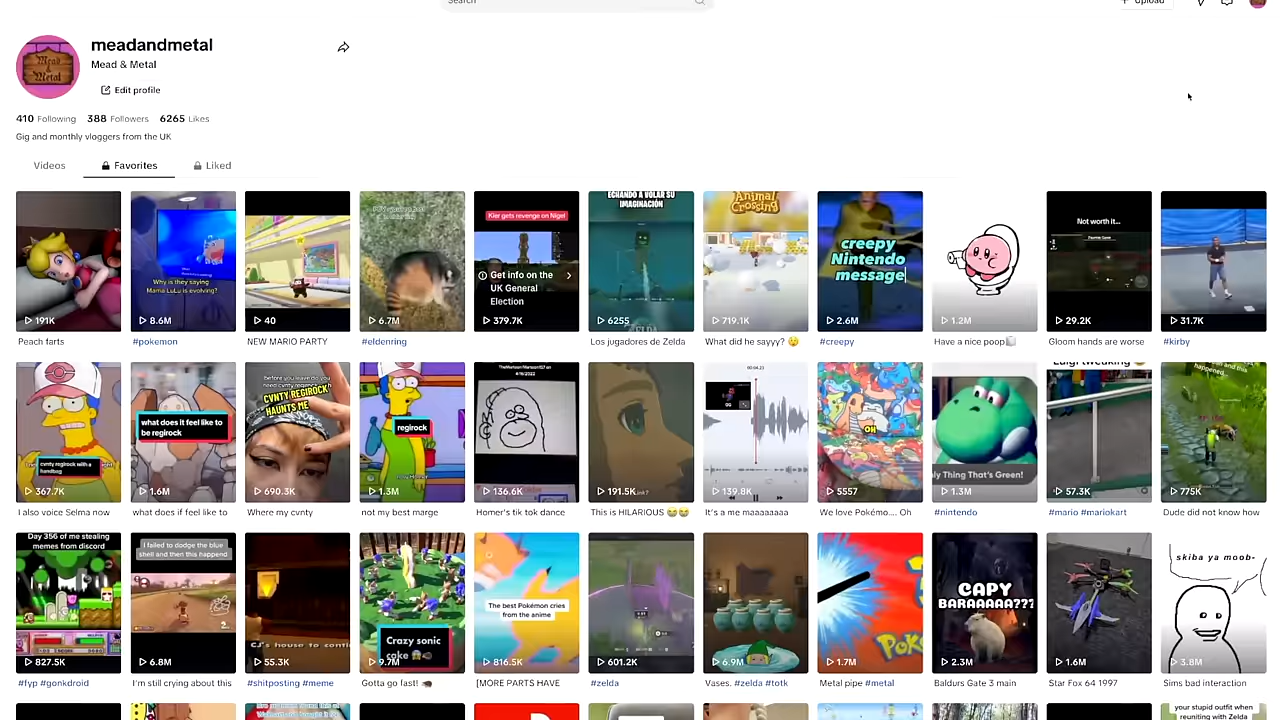 Search
Upload
meadandmetal
Mead & Metal
Mead & Metal
Edit profile
410 Following 388 Followers 6265 Likes
Gig and monthly vloggers from the UK
Videos Favorites Liked
Why is they saying
Mama LuLu is evolving?
Kier gets revenge on Nigel
Get info on the
UK General
Election
ECHANDO A VOLAR SU
IMAGINACIÓN
Animal
Crossing
creepy
Nintendo
message
Not worth it...
191K 8.6M 40 6.7M 379.7K 6255 719.1K 2.6M 1.2M 29.2K 31.7K
Peach farts #pokemon NEW MARIO PARTY #eldenring Los jugadores de Zelda What did he sayyy? 😯 #creepy Have a nice poop🧻 Gloom hands are worse #kirby
cvnty regirock with a
handbag
what does it feel like to
be regirock
before you leave do you
CVNTY REGIROCK
HAUNTS ME
regirock
OH
ly Thing That's Green!
Luigi tweaking
happened...
367.7K 1.6M 690.3K 1.3M 136.6K 191.5K 139.8K 5557 1.3M 57.3K 775K
I also voice Selma now what does if feel like to Where my cvnty not my best marge Homer's tik tok dance This is HILARIOUS 😂😂 It's a me maaaaaaaa We love Pokémo.... Oh #nintendo #mario #mariokart Dude did not know how
Day 356 of me stealing
memes from discord
I failed to dodge the blue
shell and then this happend
CJ's house to conti
Crazy sonic
cake
The best Pokémon cries
from the anime
Pok
CAPY
BARAAAAA???
skiba ya moob-
827.5K 6.8M 55.3K 9.7M 816.5K 601.2K 6.9M 1.7M 2.3M 1.6M 3.8M
#fyp #gonkdroid I'm still crying about this #shitposting #meme Gotta go fast! 🦔 [MORE PARTS HAVE #zelda Vases. #zelda #totk Metal pipe #metal Baldurs Gate 3 main Star Fox 64 1997 Sims bad interaction
your stupid outfit when
reuniting with Zelda